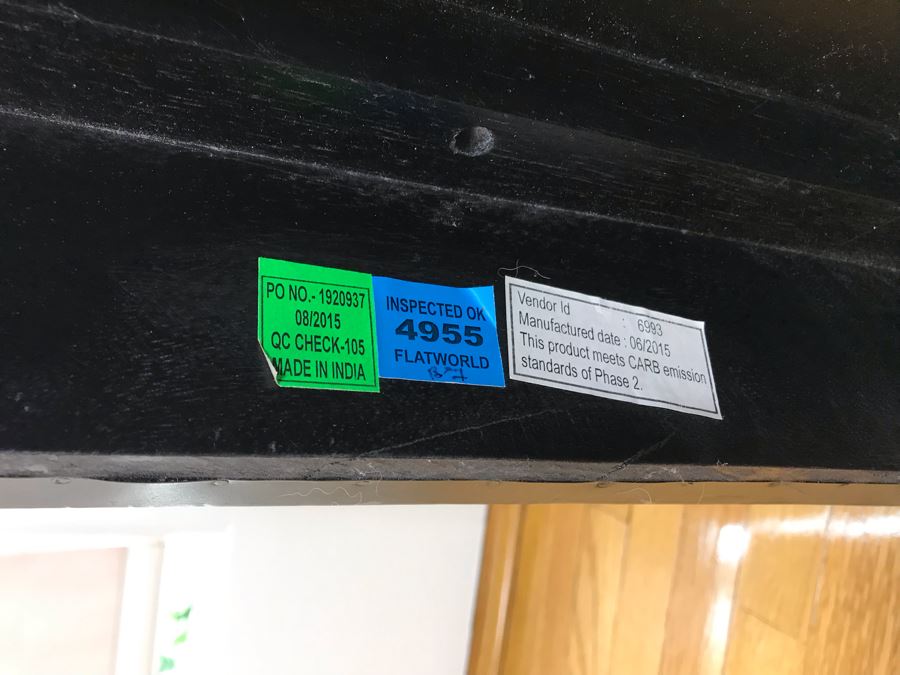 PO NO.- 1920937
08/2015
QC CHECK-105
MADE IN INDIA
INSPECTED OK
4955
FLATWORLD
Vendor Id : 6993
Manufactured date : 06/2015
This product meets CARB emission
standards of Phase 2.